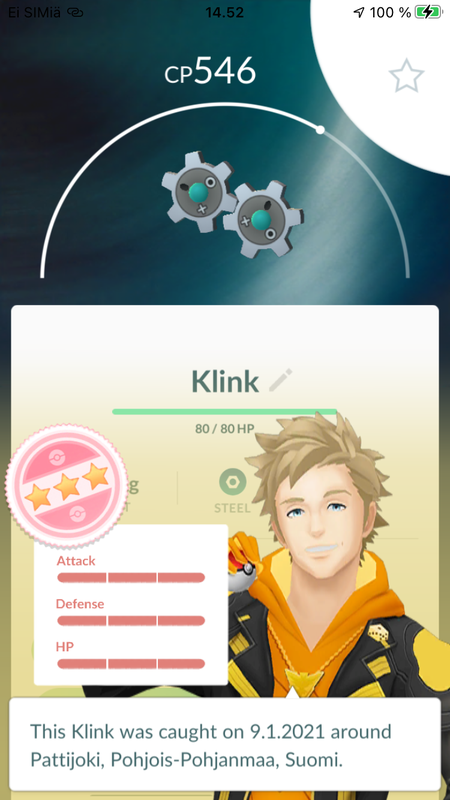 Ei SIMiä 14.52 100 %
CP546
Klink
80 / 80 HP
g
STEEL
T
Attack
Defense
HP
This Klink was caught on 9.1.2021 around
Pattijoki, Pohjois-Pohjanmaa, Suomi.